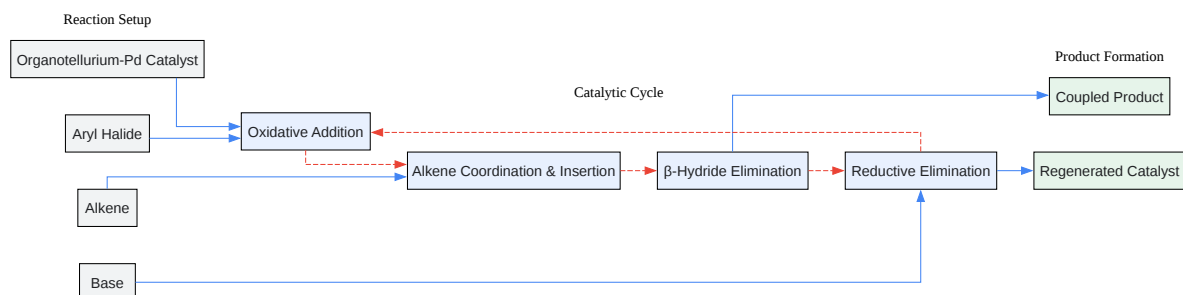 Reaction Setup
Organotellurium-Pd Catalyst
Product Formation
Catalytic Cycle
Coupled Product
Aryl Halide
Oxidative Addition
Alkene Coordination & Insertion
β-Hydride Elimination
Reductive Elimination
Regenerated Catalyst
Alkene
Base